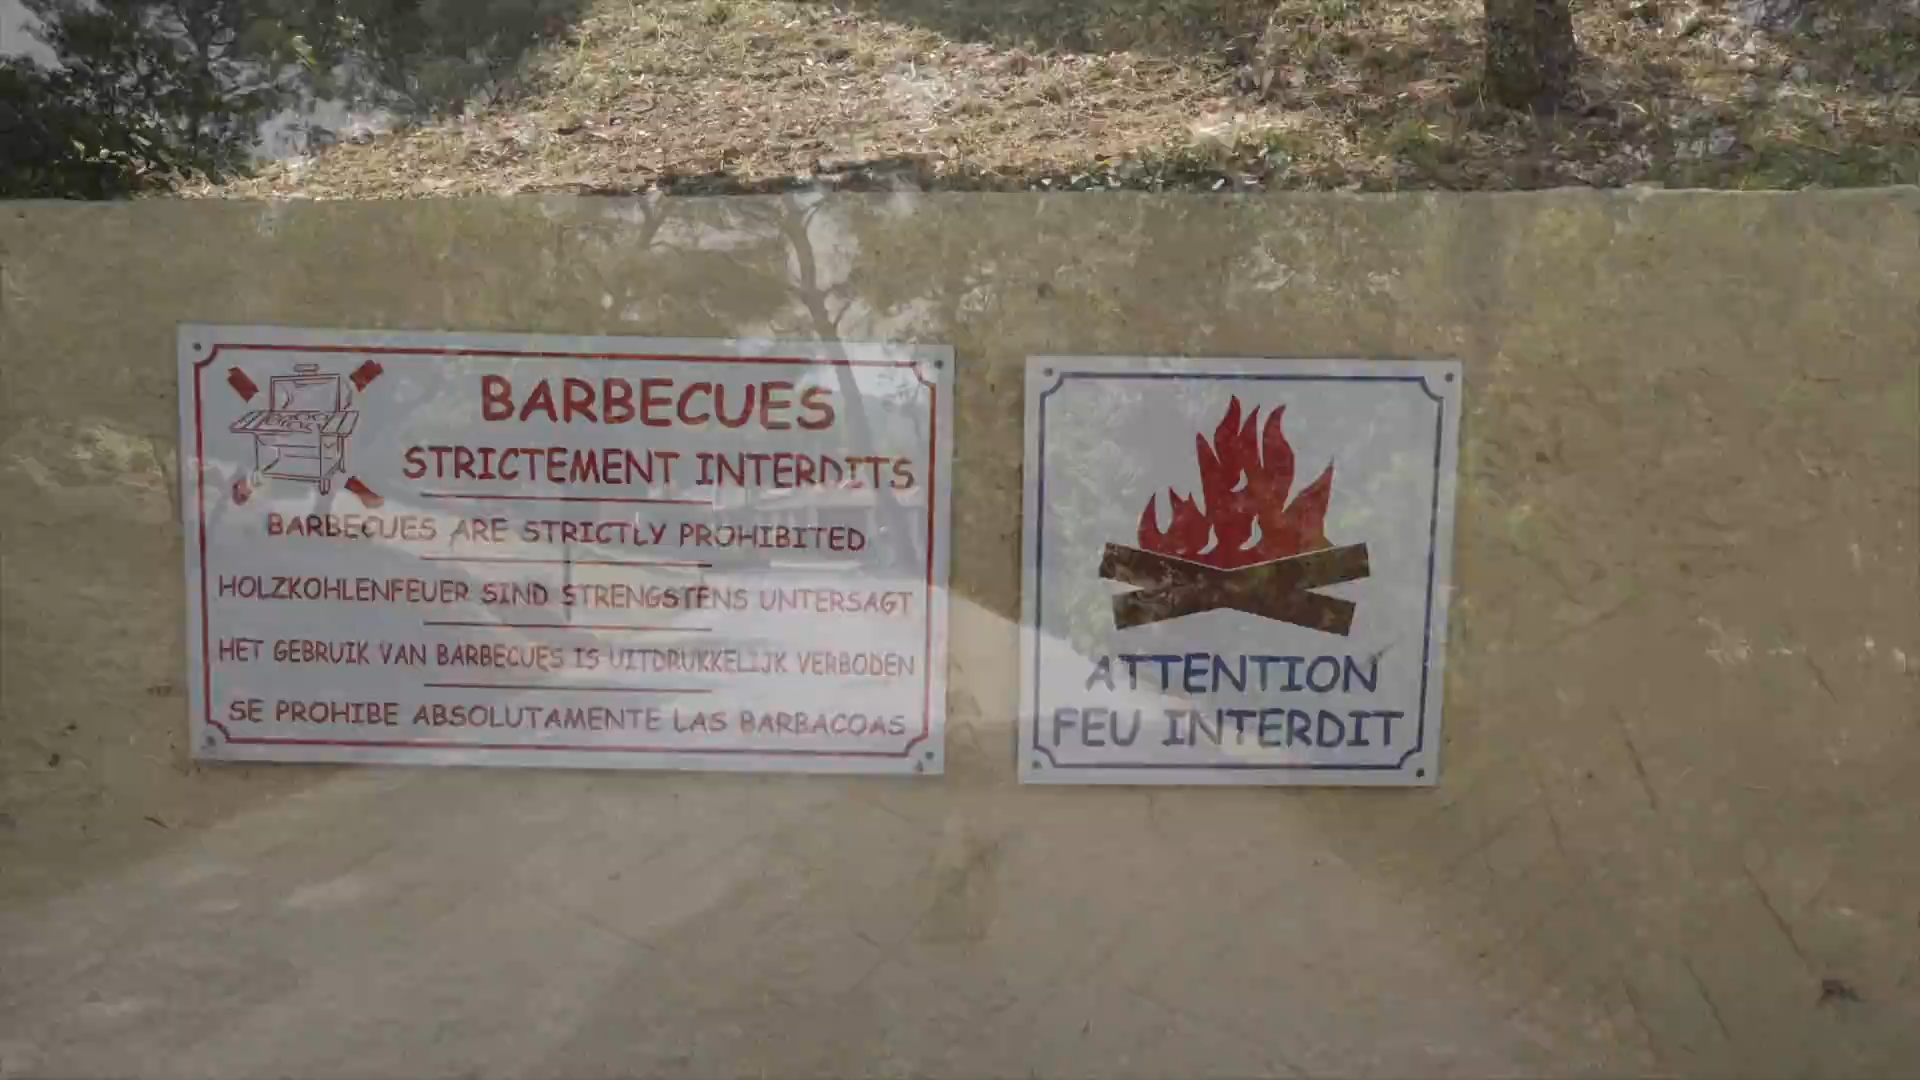 BARBECUES
STRICTEMENT INTERDITS
BARBECUES ARE STRICTLY PROHIBITED
HOLZKOHLENFEUER SIND STRENGSTENS UNTERSAGT
HET GEBRUIK VAN BARBECUES IS UITDRUKKELIJK VERBODEN
SE PROHIBE ABSOLUTAMENTE LAS BARBACOAS
ATTENTION
FEU INTERDIT